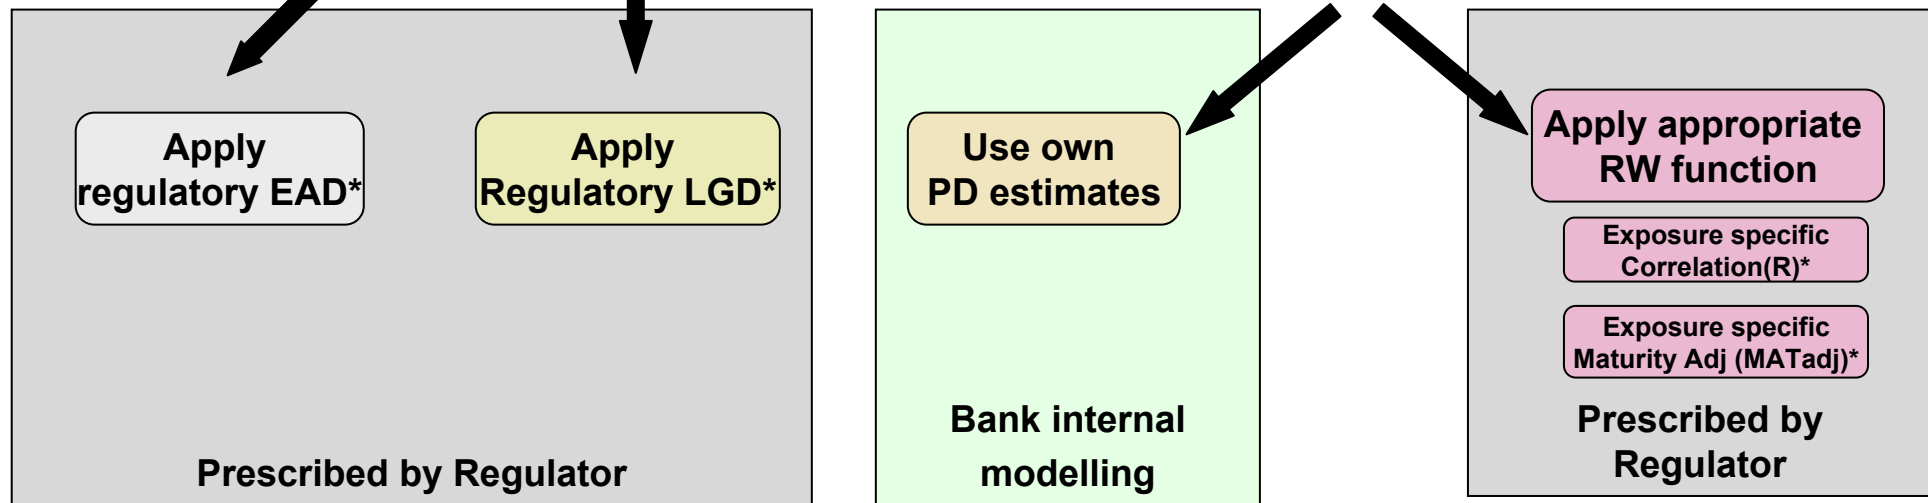 Apply
regulatory EAD*
Apply
Regulatory LGD*
Prescribed by Regulator
Use own
PD estimates
Bank internal
modelling
Apply appropriate
RW function
Exposure specific
Correlation(R)*
Exposure specific
Maturity Adj (MATadj)*
Prescribed by
Regulator